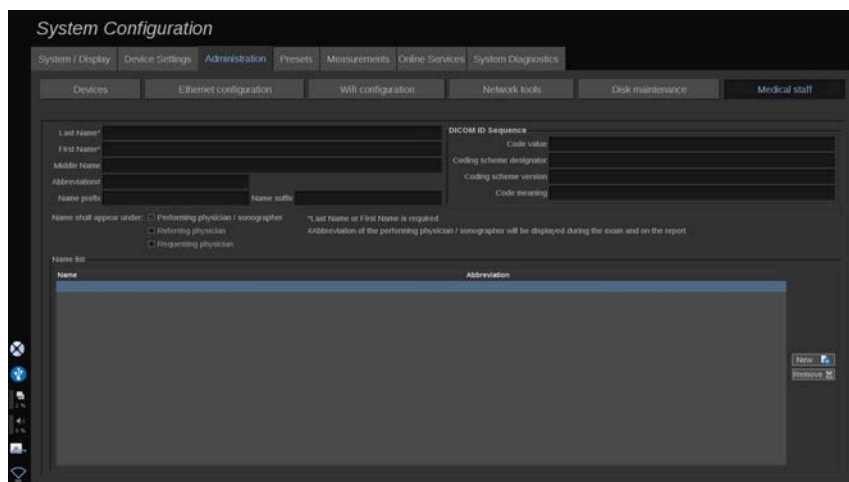 System Configuration
System / Display Device Settings Administration Presets Measurements Online Services System Diagnostics
Devices Ethernet configuration Wifi configuration Network tools Disk maintenance Medical staff
Last Name*
First Name*
Middle Name
Abbreviation#
Name prefix Name suffix
DICOM ID Sequence
Code value
Coding scheme designator
Coding scheme version
Code meaning
Name shall appear under: Performing physician / sonographer
Referring physician
Requesting physician
*Last Name or First Name is required
#Abbreviation of the performing physician / sonographer will be displayed during the exam and on the report
Name list
Name Abbreviation
New
Remove